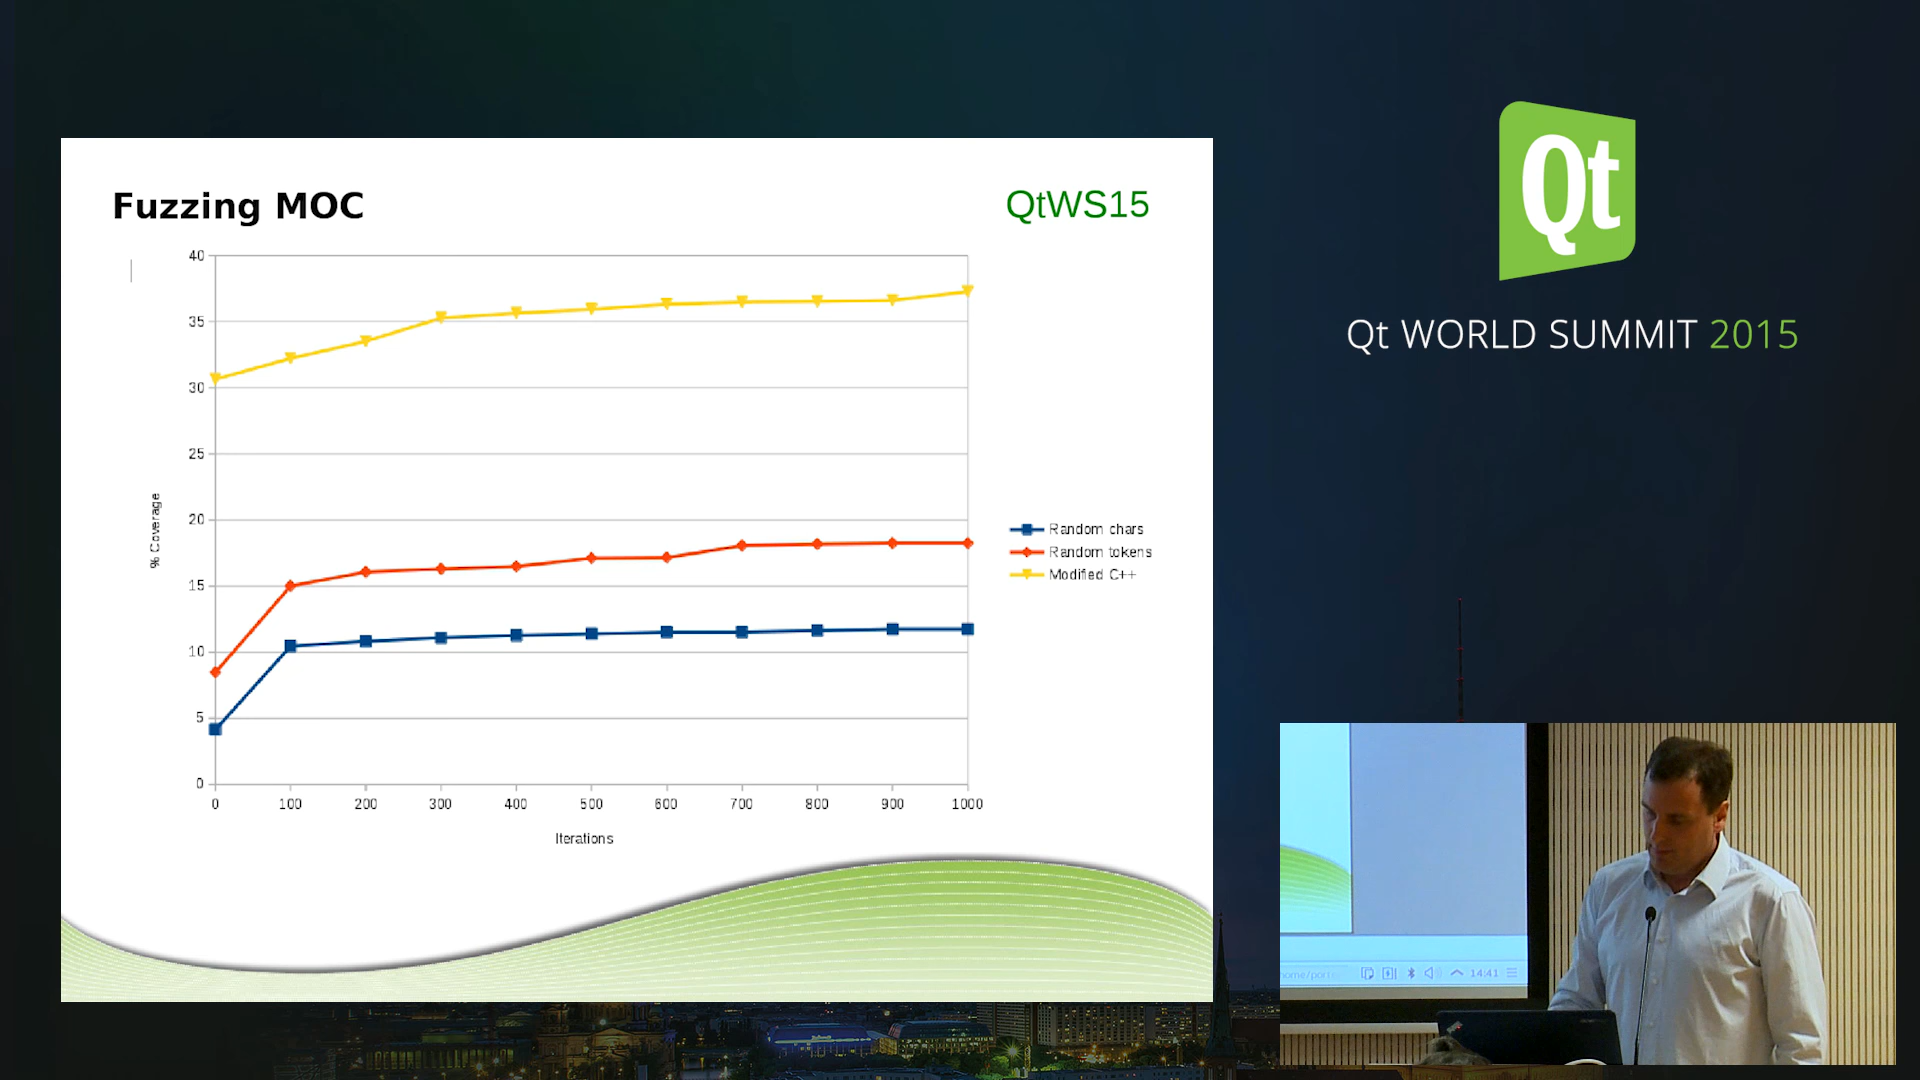 Fuzzing MOC
QtWS15
40
35
30
25
20
15
10
5
0
% Coverage
0 100 200 300 400 500 600 700 800 900 1000
Iterations
Random chars
Random tokens
Modified C++
Qt
Qt WORLD SUMMIT 2015
14:41